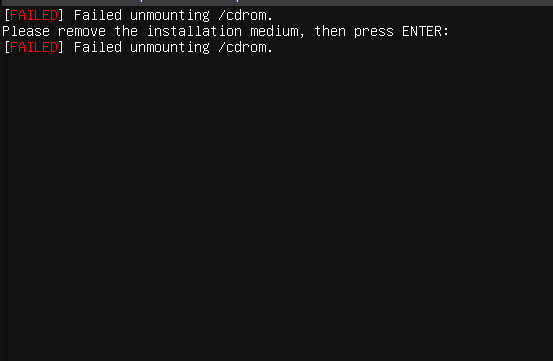 [FAILED] Failed unmounting /cdrom.
Please remove the installation medium, then press ENTER:
[FAILED] Failed unmounting /cdrom.